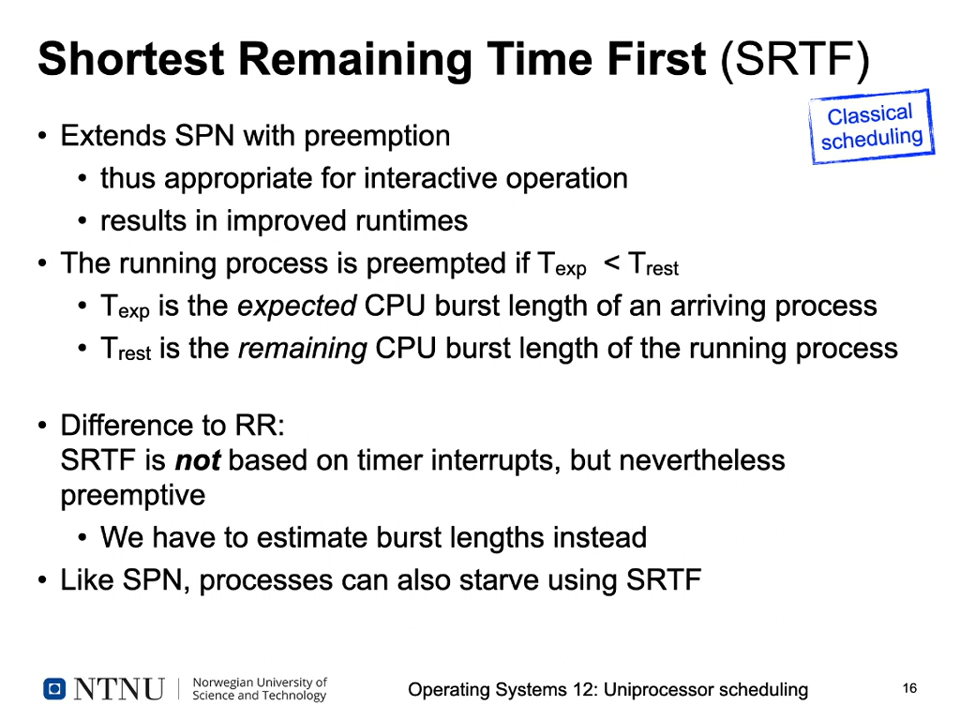 Shortest Remaining Time First (SRTF)
Classical
scheduling
• Extends SPN with preemption
• thus appropriate for interactive operation
• results in improved runtimes
• The running process is preempted if Texp < Trest
• Texp is the expected CPU burst length of an arriving process
• Trest is the remaining CPU burst length of the running process
• Difference to RR:
SRTF is not based on timer interrupts, but nevertheless
preemptive
• We have to estimate burst lengths instead
• Like SPN, processes can also starve using SRTF
NTNU
Norwegian University of
Science and Technology
Operating Systems 12: Uniprocessor scheduling
16